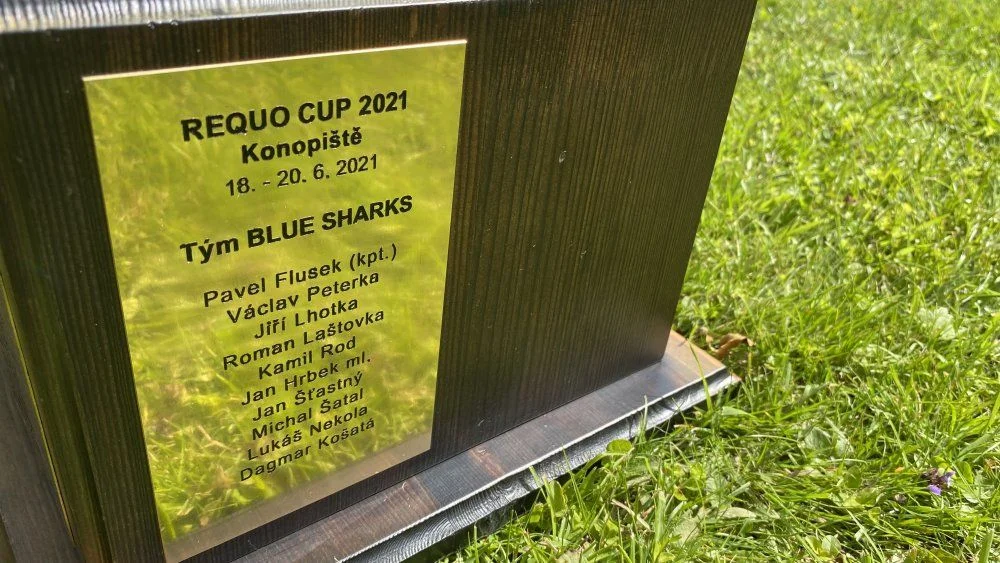 REQUO CUP 2021
Konopiště
18. - 20. 6. 2021
Tým BLUE SHARKS
Pavel Flusek (kpt.)
Václav Peterka
Jiří Lhotka
Roman Laštovka
Kamil Rod
Jan Hrbek ml.
Jan Šťastný
Michal Šatal
Lukáš Nekola
Dagmar Košatá